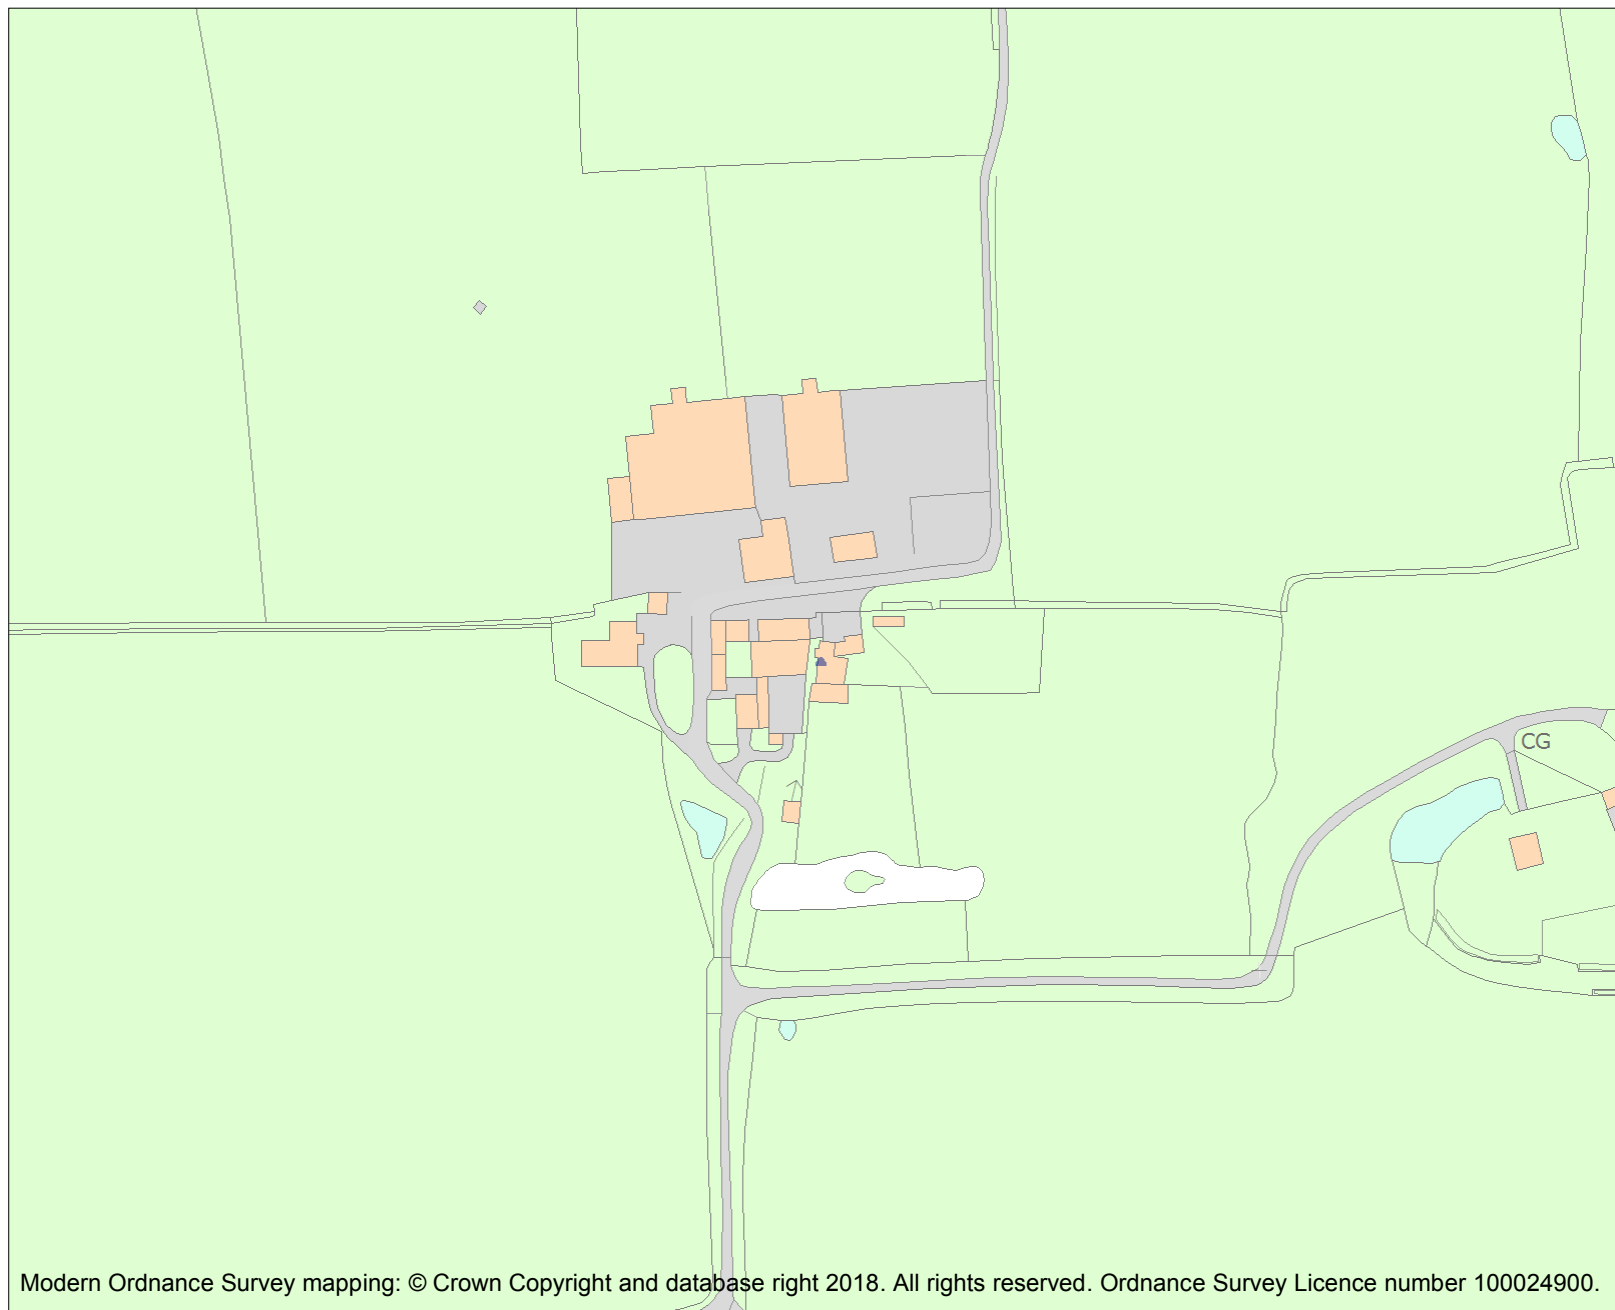 CG
Modern Ordnance Survey mapping: © Crown Copyright and database right 2018. All rights reserved. Ordnance Survey Licence number 100024900.